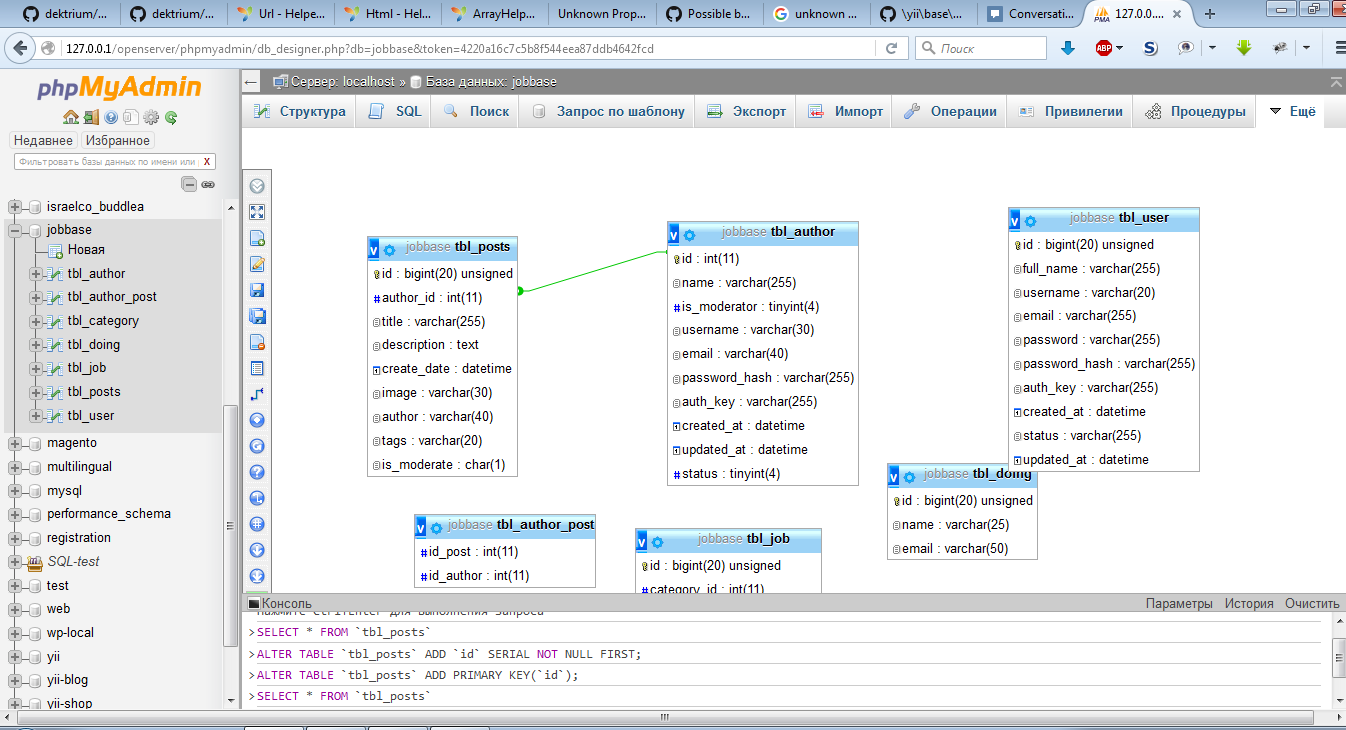 dektrium/...
dektrium/...
Url - Helpe...
Html - Hel...
ArrayHelp...
Unknown Prop...
Possible b...
unknown ...
\yii\base\...
Conversati...
127.0.0....
127.0.0.1/openserver/phpmyadmin/db_designer.php?db=jobbase&token=4220a16c7c5b8f544eea87ddb4642fcd
Поиск
ABP
phpMyAdmin
Недавнее
Избранное
Фильтровать базы данных по имени или
X
israelco_buddlea
jobbase
Новая
tbl_author
tbl_author_post
tbl_category
tbl_doing
tbl_job
tbl_posts
tbl_user
magento
multilingual
mysql
performance_schema
registration
SQL-test
test
web
wp-local
yii
yii-blog
yii-shop
Сервер: localhost » База данных: jobbase
Структура
SQL
Поиск
Запрос по шаблону
Экспорт
Импорт
Операции
Привилегии
Процедуры
Ещё
jobbase tbl_posts
id : bigint(20) unsigned
author_id : int(11)
title : varchar(255)
description : text
create_date : datetime
image : varchar(30)
author : varchar(40)
tags : varchar(20)
is_moderate : char(1)
jobbase tbl_author
id : int(11)
name : varchar(255)
is_moderator : tinyint(4)
username : varchar(30)
email : varchar(40)
password_hash : varchar(255)
auth_key : varchar(255)
created_at : datetime
updated_at : datetime
status : tinyint(4)
jobbase tbl_user
id : bigint(20) unsigned
full_name : varchar(255)
username : varchar(20)
email : varchar(255)
password : varchar(255)
password_hash : varchar(255)
auth_key : varchar(255)
created_at : datetime
status : varchar(255)
updated_at : datetime
jobbase tbl_doing
id : bigint(20) unsigned
name : varchar(25)
email : varchar(50)
jobbase tbl_author_post
id_post : int(11)
id_author : int(11)
jobbase tbl_job
id : bigint(20) unsigned
category_id : int(11)
Консоль
Параметры
История
Очистить
Нажмите Ctrl+Enter для выполнения запроса
>SELECT * FROM `tbl_posts`
>ALTER TABLE `tbl_posts` ADD `id` SERIAL NOT NULL FIRST;
>ALTER TABLE `tbl_posts` ADD PRIMARY KEY(`id`);
>SELECT * FROM `tbl_posts`